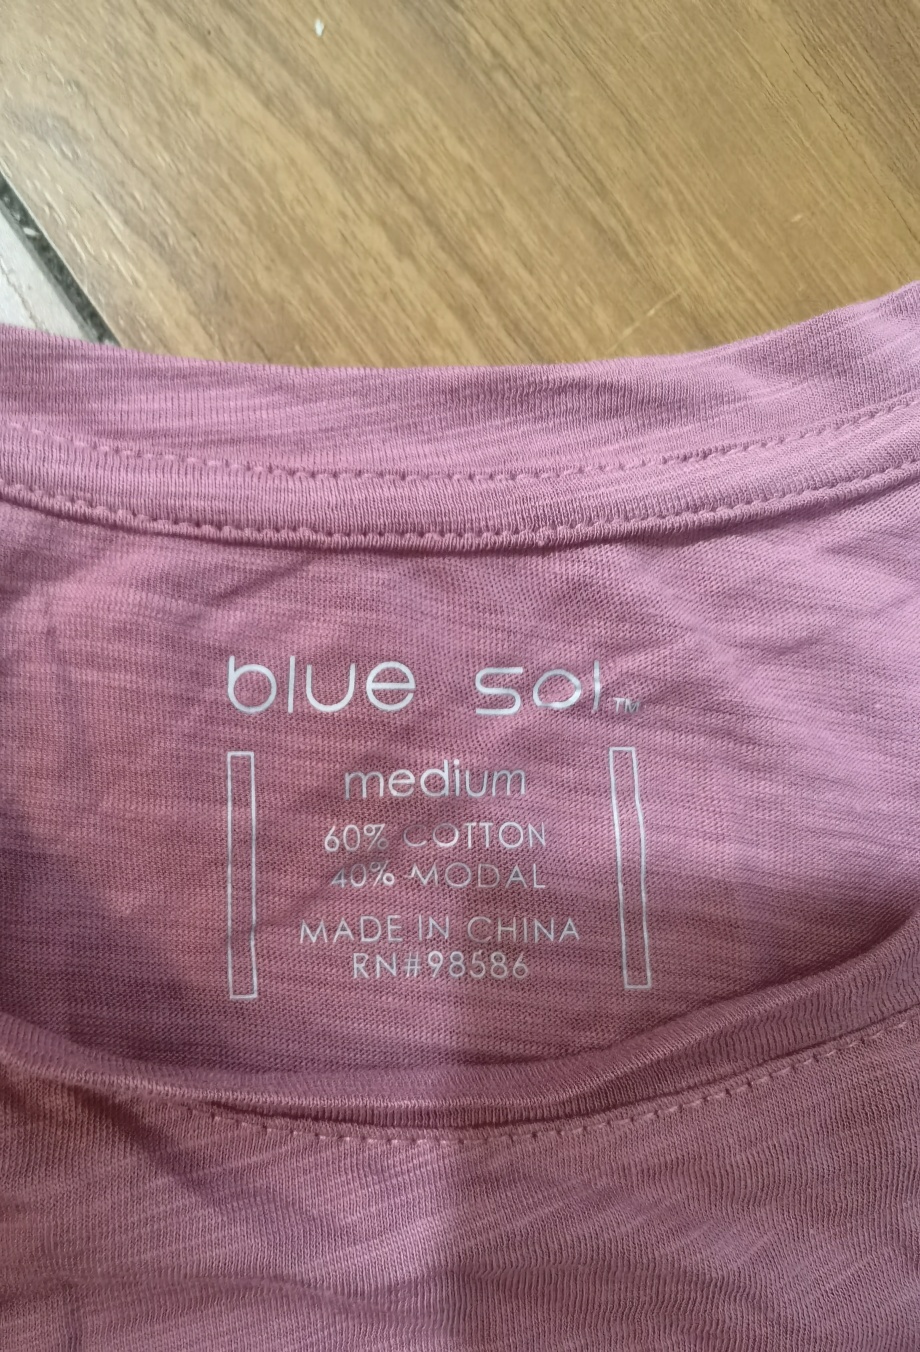 blue sol™
medium
60% COTTON
40% MODAL
MADE IN CHINA
RN#98586